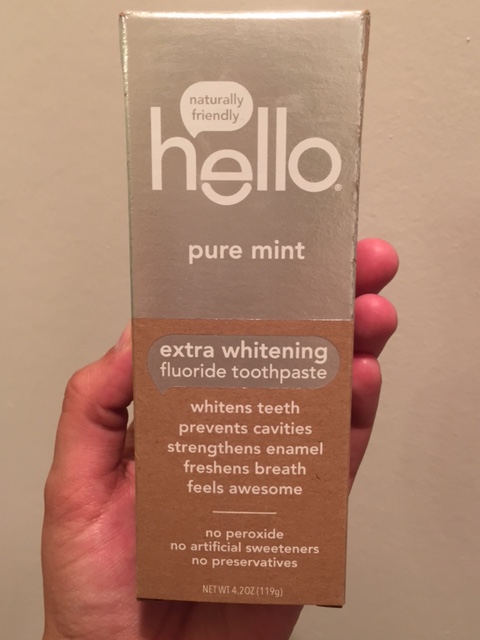 naturally
friendly
hello®
pure mint
extra whitening
fluoride toothpaste
whitens teeth
prevents cavities
strengthens enamel
freshens breath
feels awesome
no peroxide
no artificial sweeteners
no preservatives
NET WT 4.2OZ (119g)